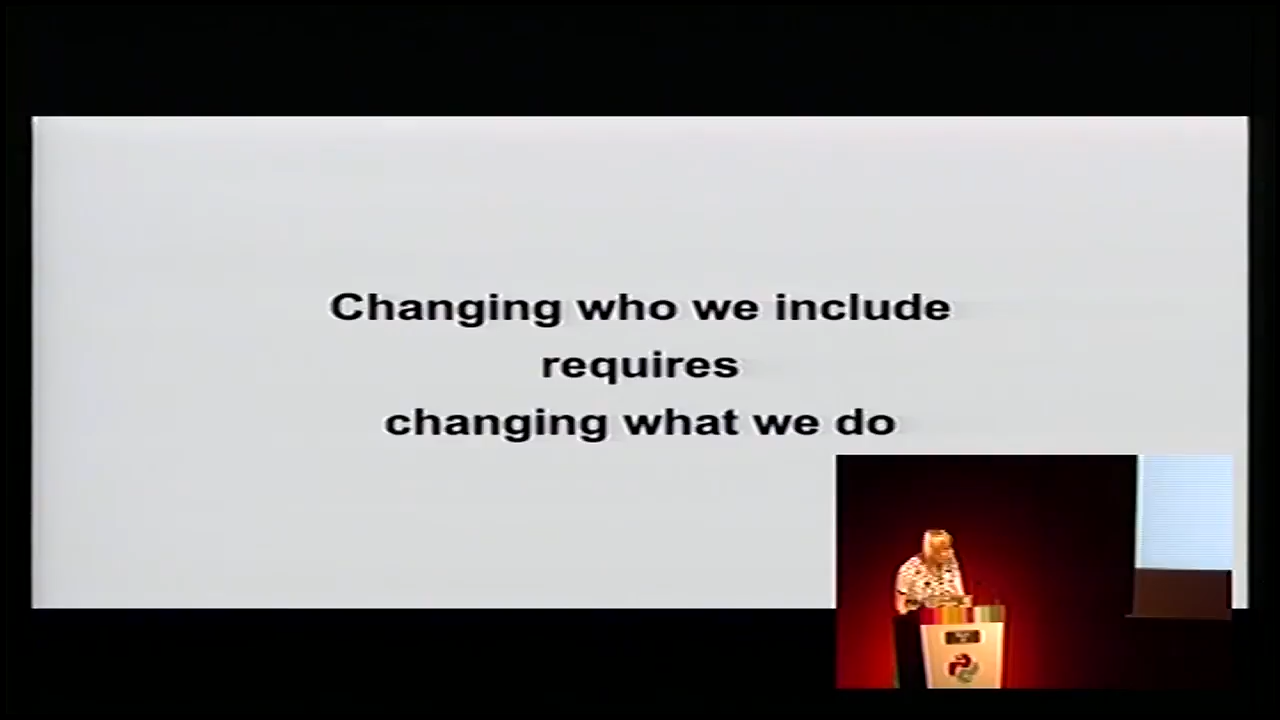 Changing who we include
requires
changing what we do